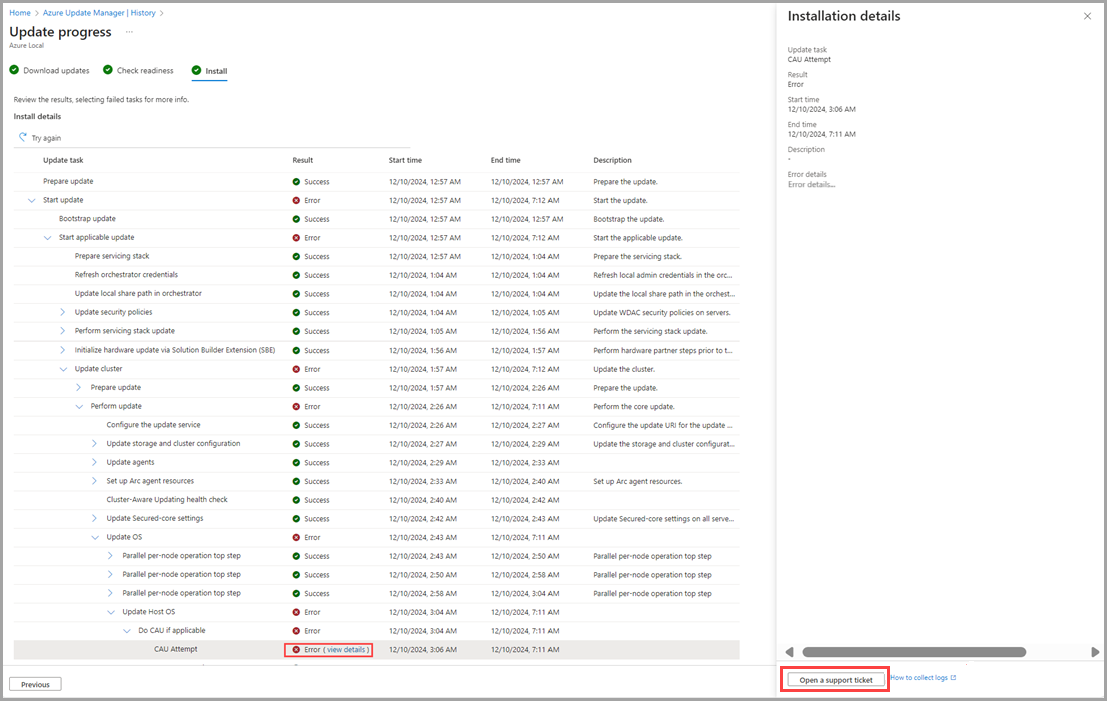 Home > Azure Update Manager | History >
Update progress ...
Azure Local
Download updates Check readiness Install
Review the results, selecting failed tasks for more info.
Install details
Try again
Update task Result Start time End time Description
Prepare update Success 12/10/2024, 12:57 AM 12/10/2024, 12:57 AM Prepare the update.
Start update Error 12/10/2024, 12:57 AM 12/10/2024, 7:12 AM Start the update.
Bootstrap update Success 12/10/2024, 12:57 AM 12/10/2024, 12:57 AM Bootstrap the update.
Start applicable update Error 12/10/2024, 12:57 AM 12/10/2024, 7:12 AM Start the applicable update.
Prepare servicing stack Success 12/10/2024, 12:57 AM 12/10/2024, 1:04 AM Prepare the servicing stack.
Refresh orchestrator credentials Success 12/10/2024, 1:04 AM 12/10/2024, 1:04 AM Refresh local admin credentials in the orc...
Update local share path in orchestrator Success 12/10/2024, 1:04 AM 12/10/2024, 1:04 AM Update the local share path in the orchest...
Update security policies Success 12/10/2024, 1:04 AM 12/10/2024, 1:05 AM Update WDAC security policies on servers.
Perform servicing stack update Success 12/10/2024, 1:05 AM 12/10/2024, 1:56 AM Perform the servicing stack update.
Initialize hardware update via Solution Builder Extension (SBE) Success 12/10/2024, 1:56 AM 12/10/2024, 1:57 AM Perform hardware partner steps prior to t...
Update cluster Error 12/10/2024, 1:57 AM 12/10/2024, 7:12 AM Update the cluster.
Prepare update Success 12/10/2024, 1:57 AM 12/10/2024, 2:26 AM Prepare the update.
Perform update Error 12/10/2024, 2:26 AM 12/10/2024, 7:11 AM Perform the core update.
Configure the update service Success 12/10/2024, 2:26 AM 12/10/2024, 2:27 AM Configure the update URI for the update ...
Update storage and cluster configuration Success 12/10/2024, 2:27 AM 12/10/2024, 2:29 AM Update the storage and cluster configurat...
Update agents Success 12/10/2024, 2:29 AM 12/10/2024, 2:33 AM
Set up Arc agent resources Success 12/10/2024, 2:33 AM 12/10/2024, 2:40 AM Set up Arc agent resources.
Cluster-Aware Updating health check Success 12/10/2024, 2:40 AM 12/10/2024, 2:42 AM
Update Secured-core settings Success 12/10/2024, 2:42 AM 12/10/2024, 2:43 AM Update Secured-core settings on all serve...
Update OS Error 12/10/2024, 2:43 AM 12/10/2024, 7:11 AM
Parallel per-node operation top step Success 12/10/2024, 2:43 AM 12/10/2024, 2:50 AM Parallel per-node operation top step
Parallel per-node operation top step Success 12/10/2024, 2:50 AM 12/10/2024, 2:58 AM Parallel per-node operation top step
Parallel per-node operation top step Success 12/10/2024, 2:58 AM 12/10/2024, 3:04 AM Parallel per-node operation top step
Update Host OS Error 12/10/2024, 3:04 AM 12/10/2024, 7:11 AM
Do CAU if applicable Error 12/10/2024, 3:04 AM 12/10/2024, 7:11 AM
CAU Attempt Error ( view details ) 12/10/2024, 3:06 AM 12/10/2024, 7:11 AM
Previous
Installation details
Update task
CAU Attempt
Result
Error
Start time
12/10/2024, 3:06 AM
End time
12/10/2024, 7:11 AM
Description
-
Error details
Error details...
Open a support ticket How to collect logs